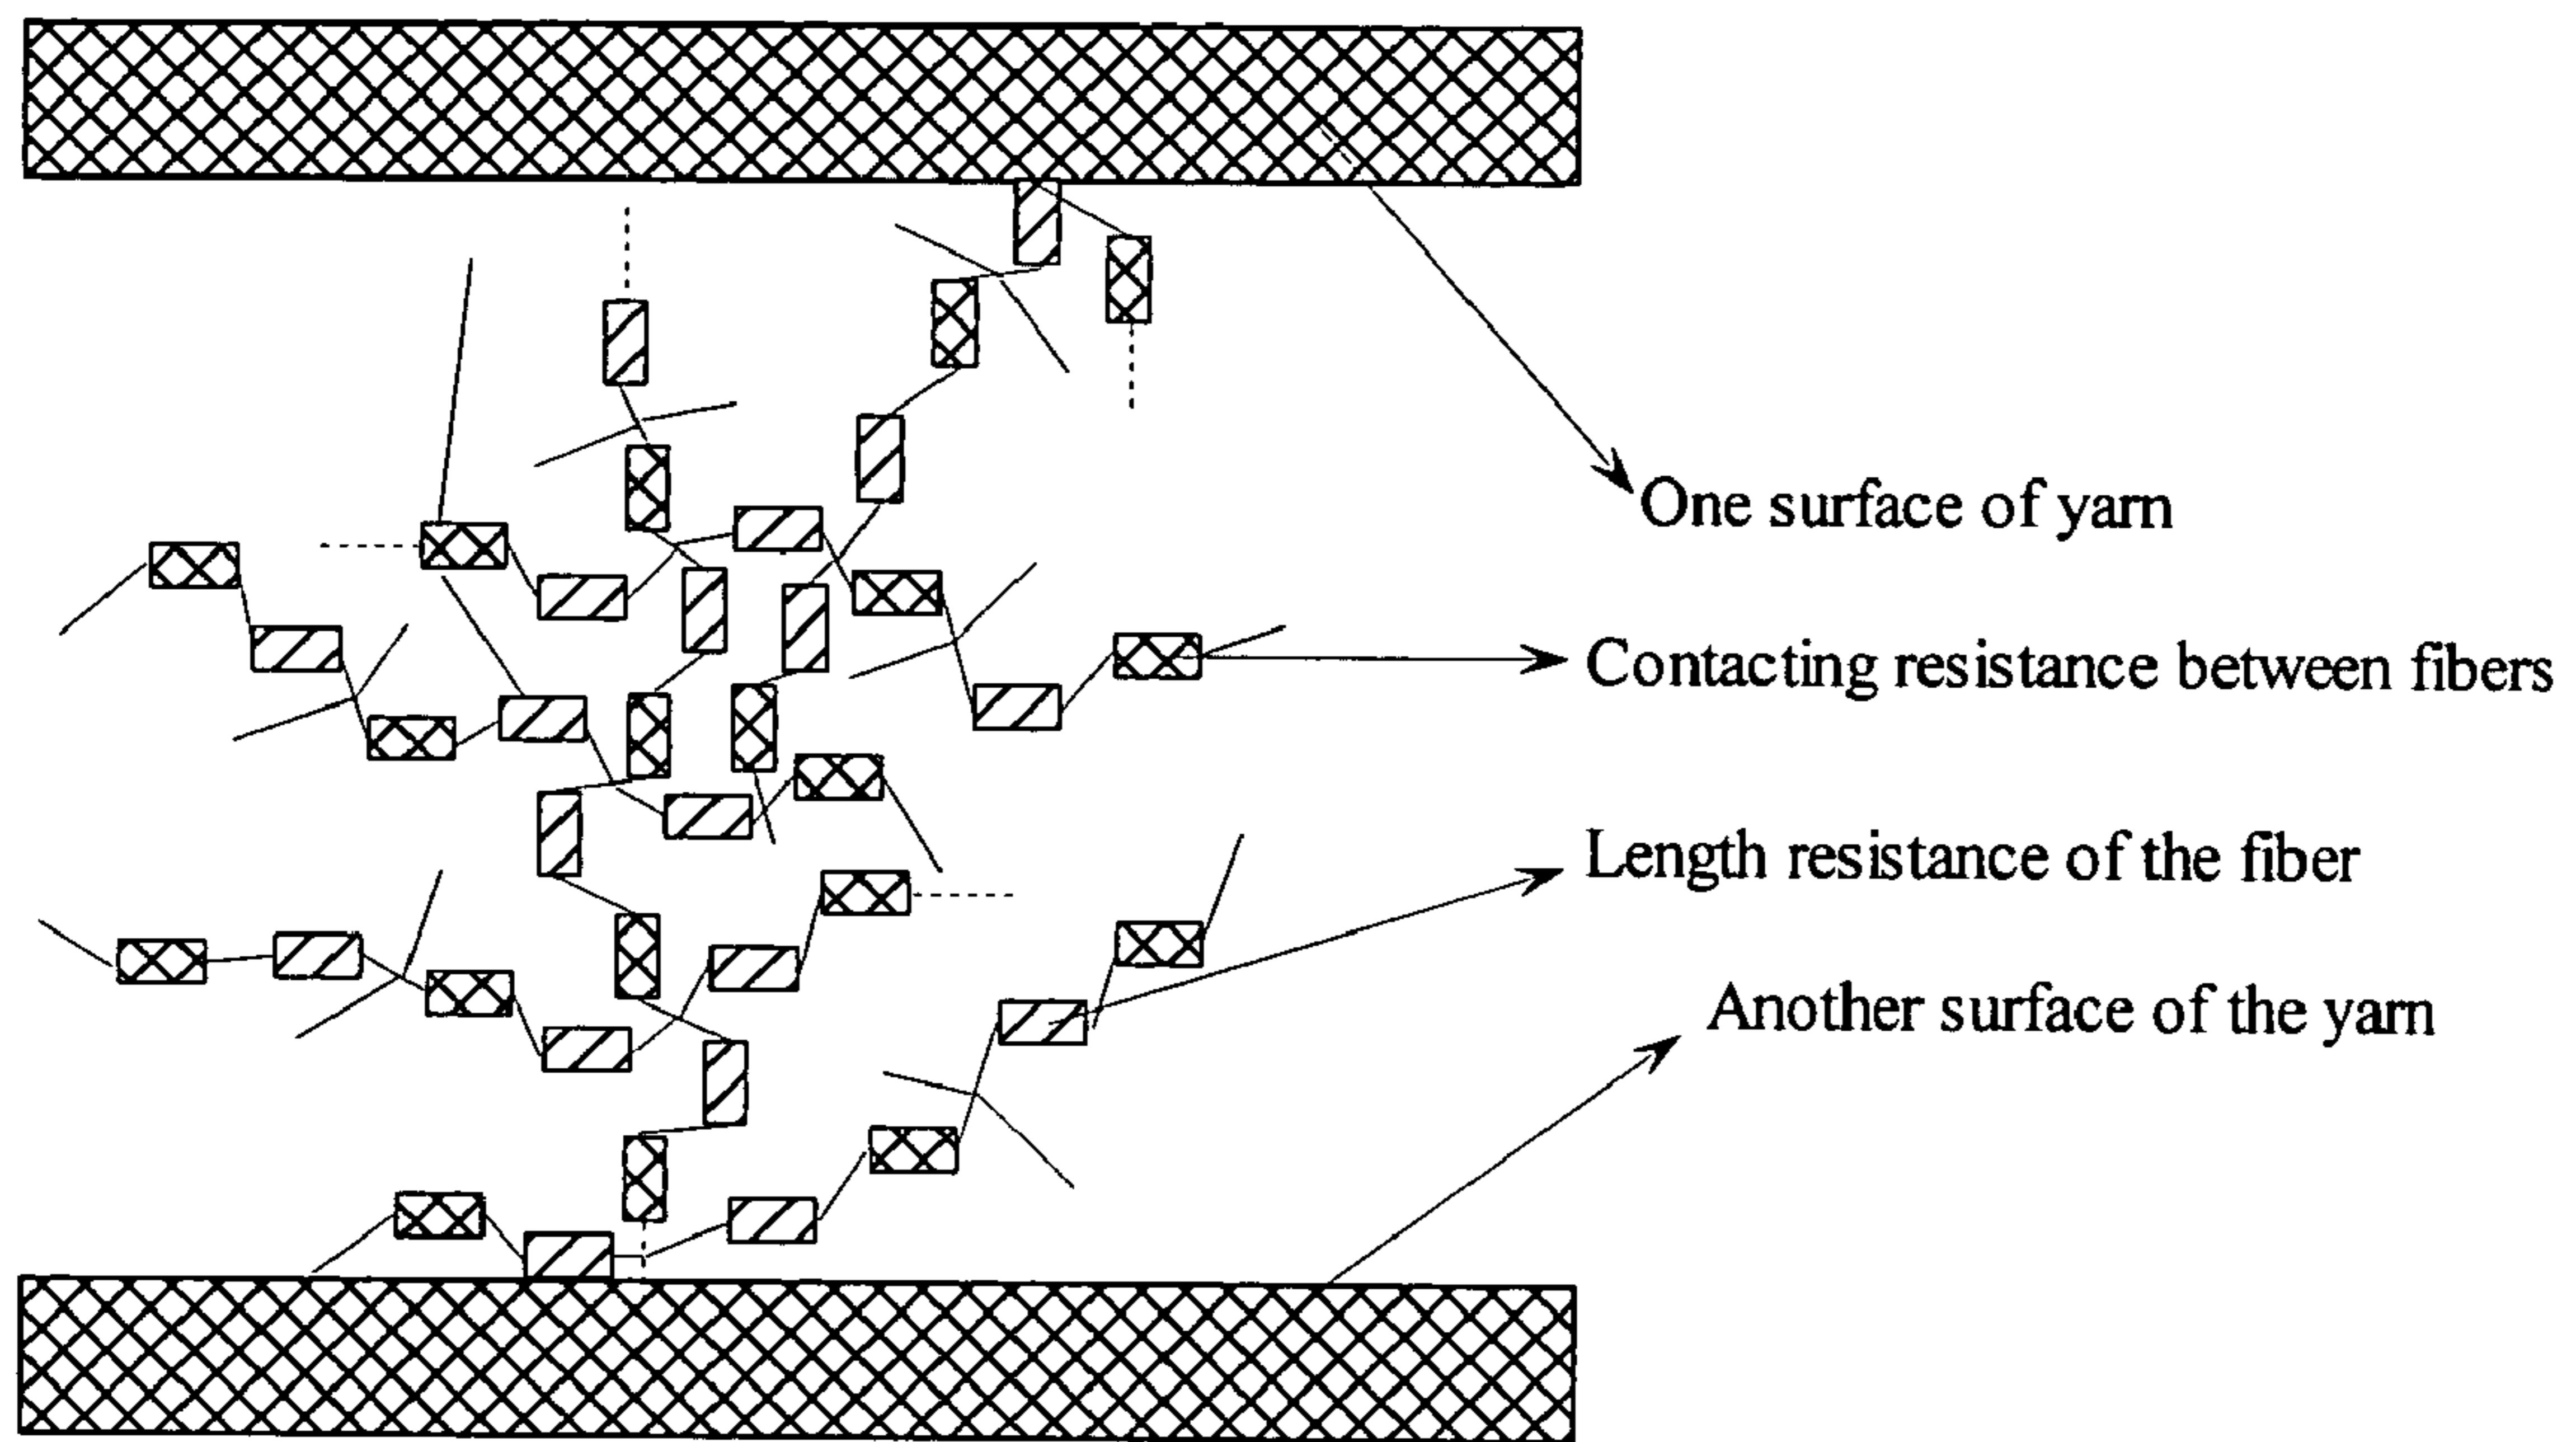 One surface of yarn
Contacting resistance between fibers
Length resistance of the fiber
Another surface of the yarn